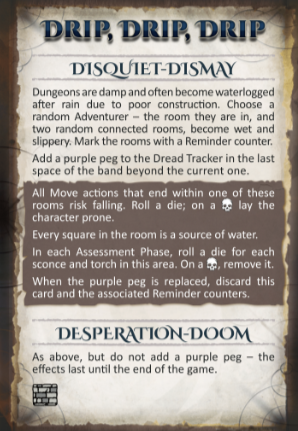 DRIP, DRIP, DRIP
DISQUIET-DISMAY
Dungeons are damp and often become waterlogged
after rain due to poor construction. Choose a
random Adventurer – the room they are in, and
two random connected rooms, become wet and
slippery. Mark the rooms with a Reminder counter.
Add a purple peg to the Dread Tracker in the last
space of the band beyond the current one.
All Move actions that end within one of these
rooms risk falling. Roll a die; on a lay the
character prone.
Every square in the room is a source of water.
In each Assessment Phase, roll a die for each
sconce and torch in this area. On a , remove it.
When the purple peg is replaced, discard this
card and the associated Reminder counters.
DESPERATION-DOOM
As above, but do not add a purple peg – the
effects last until the end of the game.